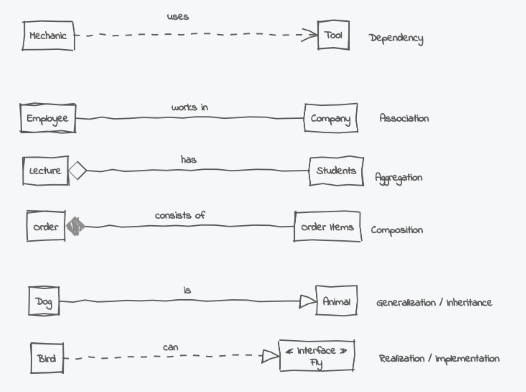 uses
Mechanic
Tool
Dependency
works in
Employee
Company
Association
has
Lecture
Students
Aggregation
consists of
Order
Order Items
Composition
is
Dog
Animal
Generalization / Inheritance
can
Bird
« Interface »
Fly
Realization / Implementation